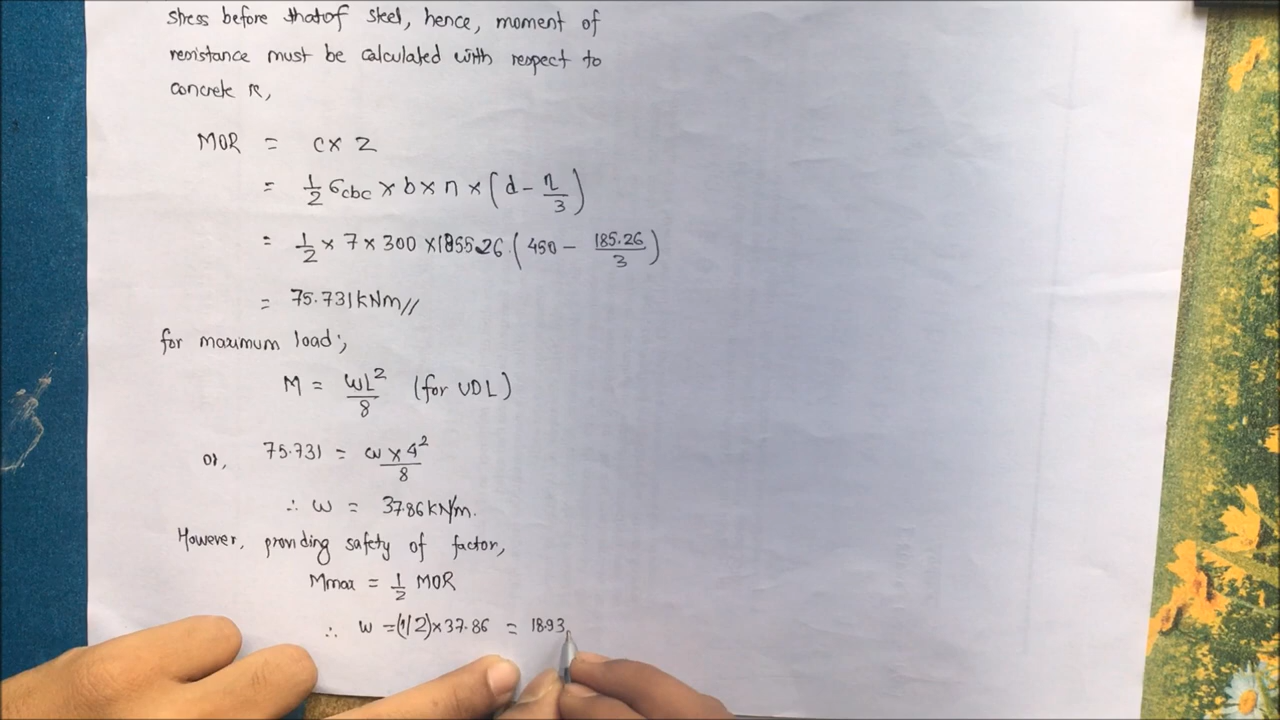 stress before that of steel, hence, moment of
resistance must be calculated with respect to
concrete is,
MOR = C × Z
= 1/2 σcbc × b × n × (d - n/3)
= 1/2 × 7 × 300 × 1855.26 (450 - 185.26/3)
= 75.731 kNm //
for maximum load;,
M = wL²/8 (for UDL)
or, 75.731 = w × 4²/8
∴ w = 37.86 kN/m.
However, providing safety of factor,
Mmax = 1/2 MOR
∴ w = (1/2) × 37.86 = 18.93